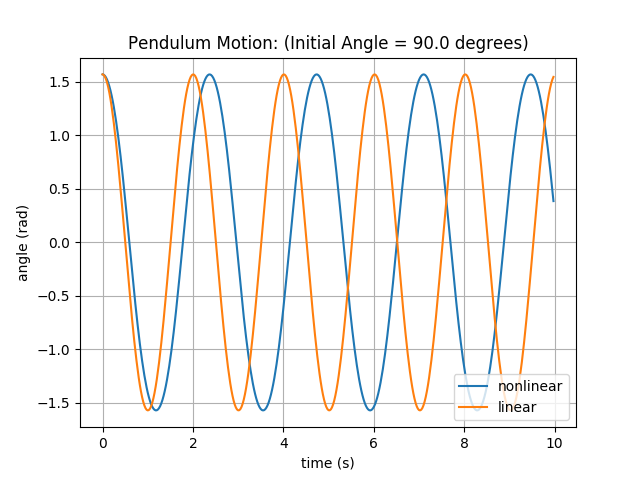 Pendulum Motion: (Initial Angle = 90.0 degrees)
1.5
1.0
0.5
0.0
−0.5
−1.0
−1.5
angle (rad)
nonlinear
linear
0
2
4
6
8
10
time (s)